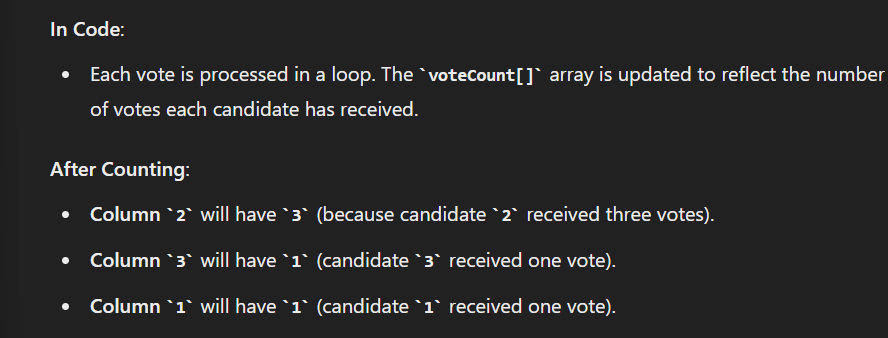 In Code:
• Each vote is processed in a loop. The `voteCount[]` array is updated to reflect the number
of votes each candidate has received.
After Counting:
• Column `2` will have `3` (because candidate `2` received three votes).
• Column `3` will have `1` (candidate `3` received one vote).
• Column `1` will have `1` (candidate `1` received one vote).